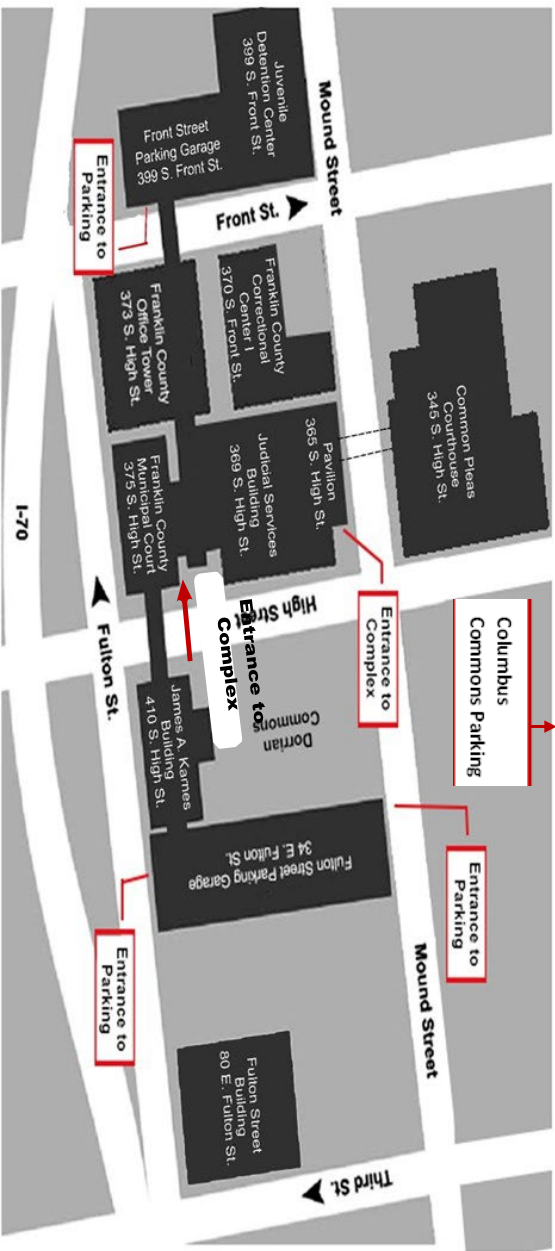 Juvenile
Detention Center
399 S. Front St.
Front Street
Parking Garage
399 S. Front St.
Mound Street
Entrance to
Parking
Front St.
Franklin County
Office Tower
373 S. High St.
Franklin County
Correctional
Center I
370 S. Front St.
Common Pleas
Courthouse
345 S. High St.
Pavilion
365 S. High St.
Judicial Services
Building
369 S. High St.
Franklin County
Municipal Court
375 S. High St.
I-70
Fulton St.
High Street
Entrance to
Complex
Entrance to
Complex
Columbus
Commons Parking
Dorrian
Commons
James A. Karnes
Building
410 S. High St.
Fulton Street Parking Garage
34 E. Fulton St.
Entrance to
Parking
Entrance to
Parking
Mound Street
Fulton Street
Building
80 E. Fulton St.
Third St.